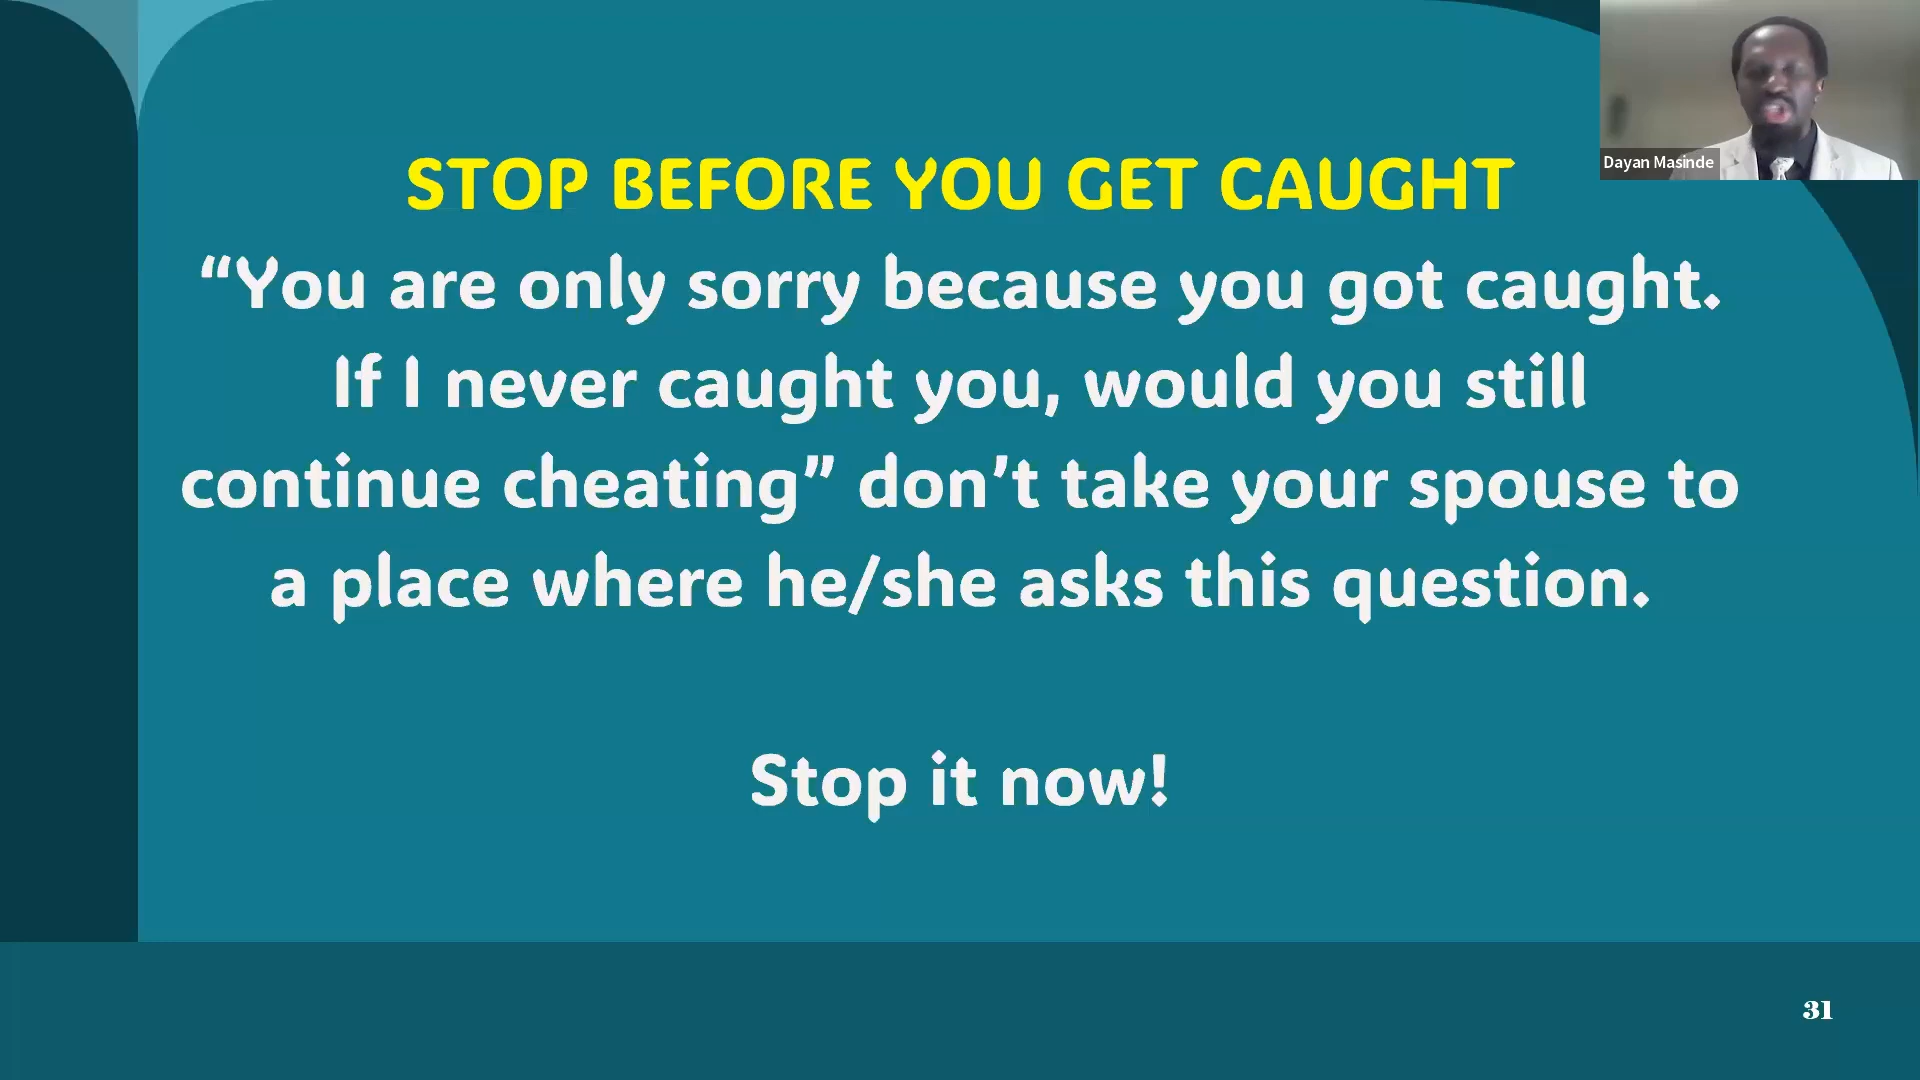 STOP BEFORE YOU GET CAUGHT
“You are only sorry because you got caught.
If I never caught you, would you still
continue cheating” don’t take your spouse to
a place where he/she asks this question.
Stop it now!
Dayan Masinde
31